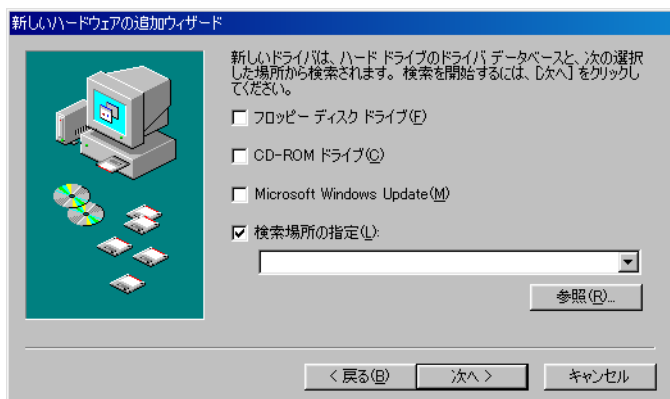 新しいハードウェアの追加ウィザード
新しいドライバは、ハード ドライブのドライバ データベースと、次の選択
した場所から検索されます。検索を開始するには、[次へ] をクリックし
てください。
フロッピー ディスク ドライブ(F)
CD-ROM ドライブ(C)
Microsoft Windows Update(M)
検索場所の指定(L):
参照(R)...
< 戻る(B)
次へ >
キャンセル